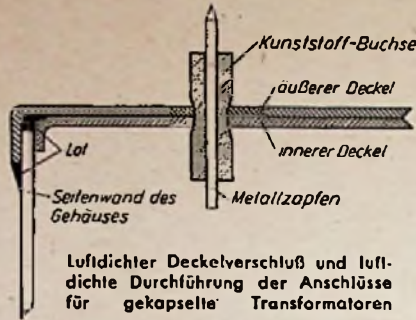 Kunststoff-Buchse
äußerer Deckel
innerer Deckel
Lot
Seitenwand des
Gehäuses
Metallzapfen
Luftdichter Deckelverschluß und luft-
dichte Durchführung der Anschlüsse
für gekapselte Transformatoren